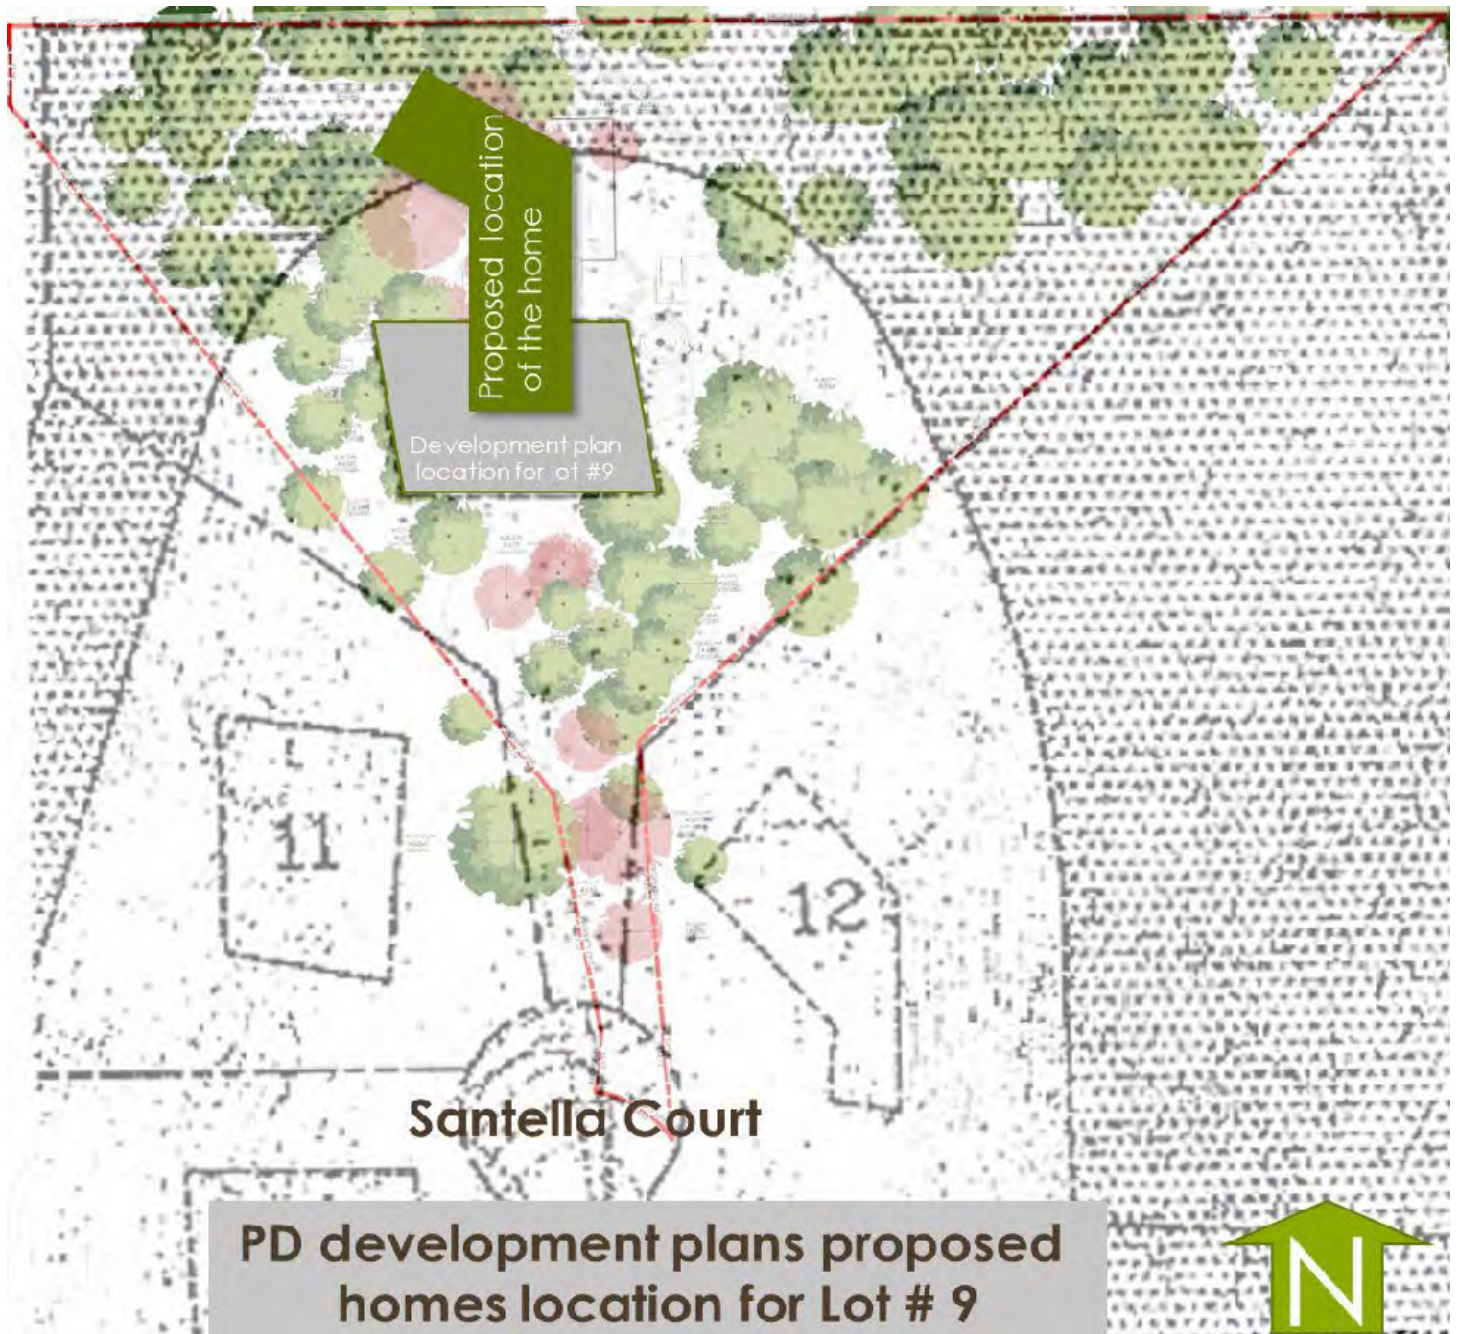 Proposed location
of the home
Development plan
location for lot #9
11
12
Santella Court
PD development plans proposed
homes location for Lot # 9
N